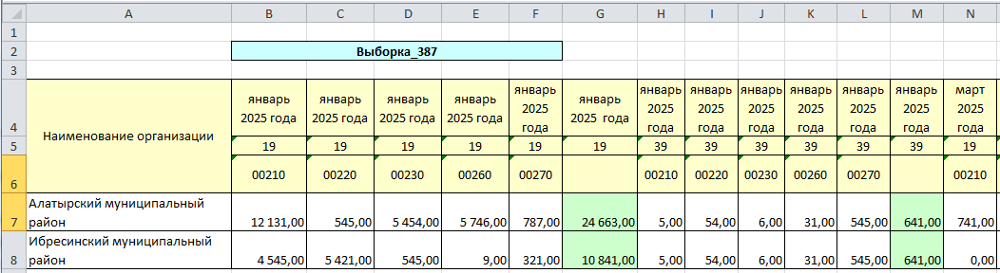 A B C D E F G H I J K L M N
1
2 Выборка_387
3
4 Наименование организации январь 2025 года январь 2025 года январь 2025 года январь 2025 года январь 2025 года январь 2025 года январь 2025 года январь 2025 года январь 2025 года январь 2025 года январь 2025 года январь 2025 года март 2025 года
5 19 19 19 19 19 19 39 39 39 39 39 39 19
6 00210 00220 00230 00260 00270 00210 00220 00230 00260 00270 00210
7 Алатырский муниципальный район 12 131,00 545,00 5 454,00 5 746,00 787,00 24 663,00 5,00 54,00 6,00 31,00 545,00 641,00 741,00
8 Ибресинский муниципальный район 4 545,00 5 421,00 545,00 9,00 321,00 10 841,00 5,00 54,00 6,00 31,00 545,00 641,00 0,00